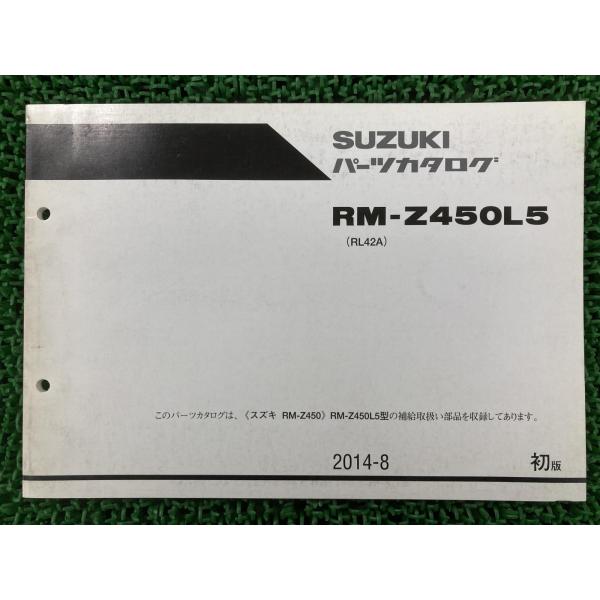 SUZUKI
パーツカタログ
RM-Z450L5
(RL42A)
このパーツカタログは、《スズキ RM-Z450》RM-Z450L5型の補給取扱い部品を収録してあります。
2014-8 初版